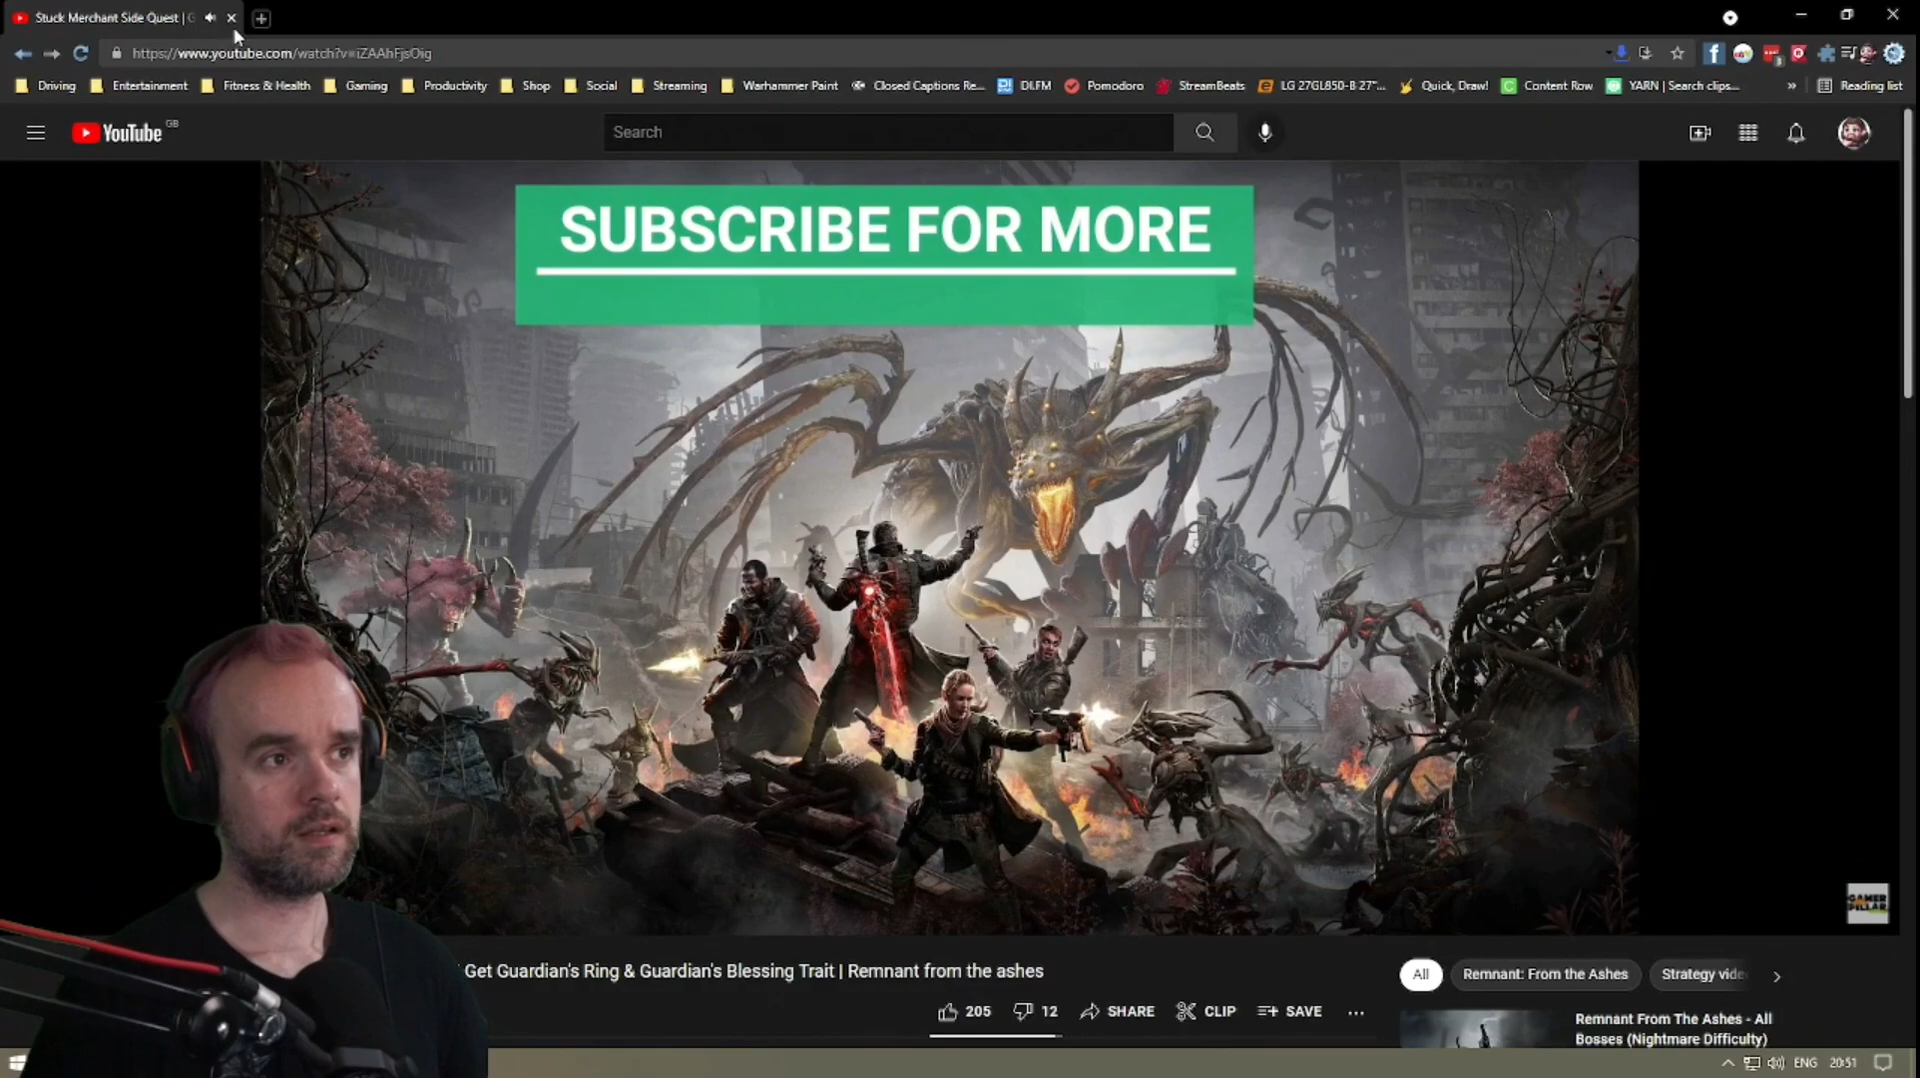 Stuck Merchant Side Quest | G
https://www.youtube.com/watch?v=iZAAhFjsOig
Driving Entertainment Fitness & Health Gaming Productivity Shop Social Streaming Warhammer Paint Closed Captions Re... DI.FM Pomodoro StreamBeats LG 27GL850-B 27"... Quick, Draw! Content Row YARN | Search clips... » Reading list
YouTube GB
Search
SUBSCRIBE FOR MORE
GAMER
PILLAR
Get Guardian's Ring & Guardian's Blessing Trait | Remnant from the ashes
All Remnant: From the Ashes Strategy vide
205 12 SHARE CLIP SAVE ...
Remnant From The Ashes - All
Bosses (Nightmare Difficulty)
ENG 20:51